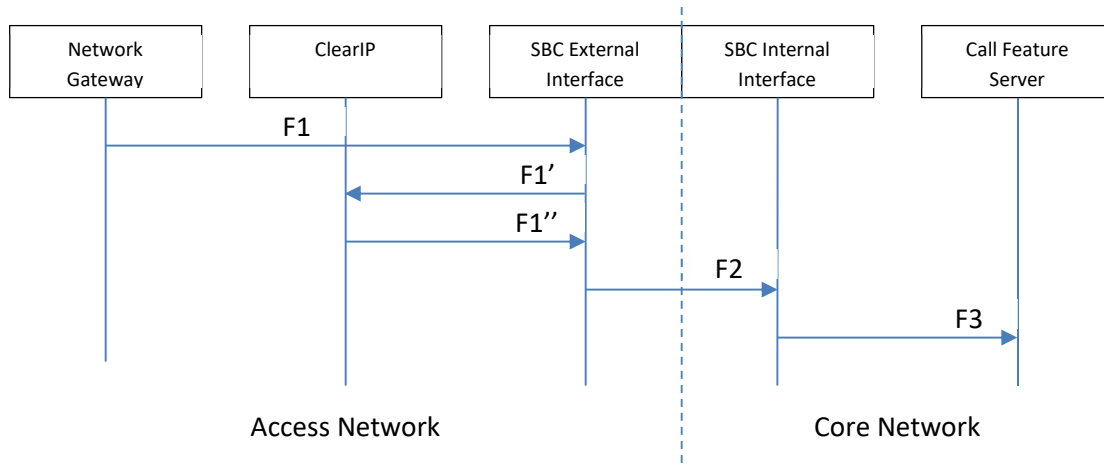 Network
Gateway
ClearIP
SBC External
Interface
SBC Internal
Interface
Call Feature
Server
F1
F1’
F1’’
F2
F3
Access Network
Core Network